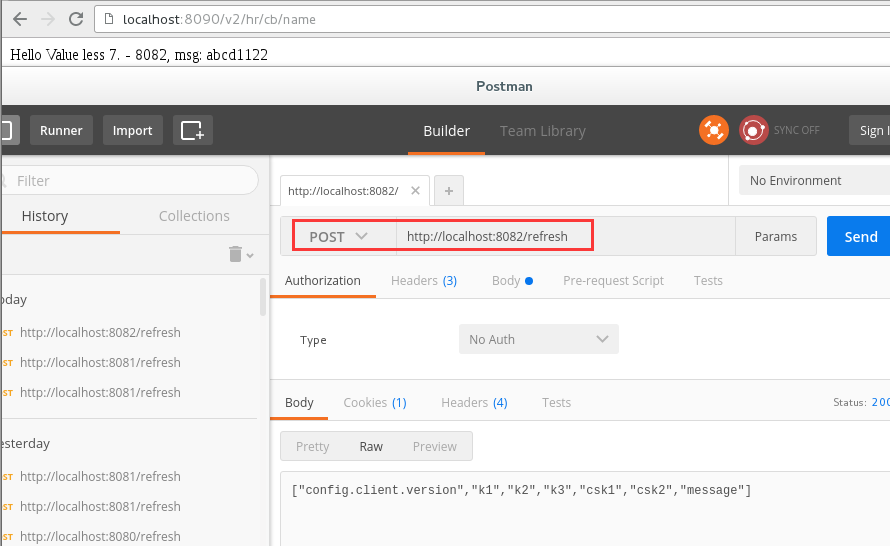 localhost:8090/v2/hr/cb/name
Hello Value less 7. - 8082, msg: abcd1122
Postman
Runner Import Builder Team Library SYNC OFF Sign I
Filter
http://localhost:8082/ No Environment
History Collections
POST http://localhost:8082/refresh Params Send
Authorization Headers (3) Body Pre-request Script Tests
oday
ST http://localhost:8082/refresh
ST http://localhost:8081/refresh
ST http://localhost:8081/refresh
Type No Auth
Body Cookies (1) Headers (4) Tests Status: 200
esterday
Pretty Raw Preview
ST http://localhost:8081/refresh
ST http://localhost:8081/refresh
ST http://localhost:8080/refresh
["config.client.version","k1","k2","k3","csk1","csk2","message"]